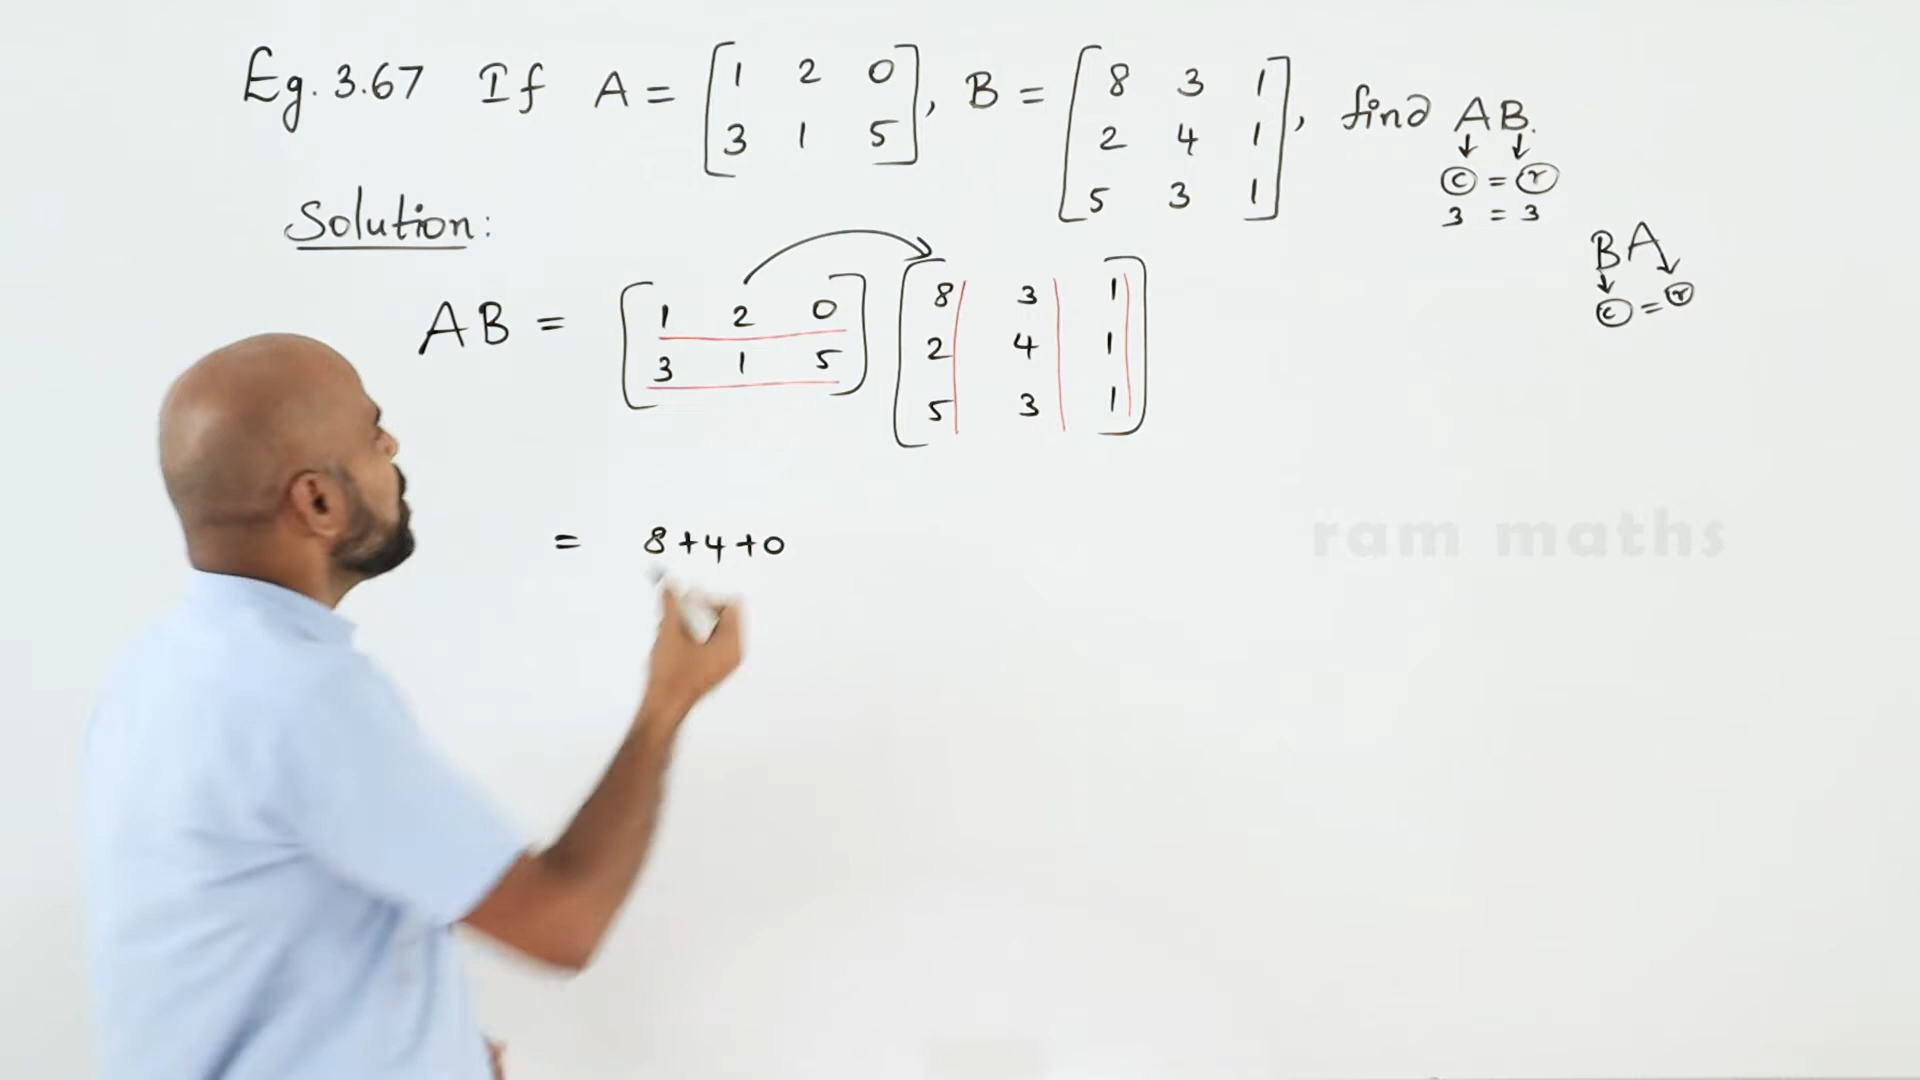 Eg. 3.67 If A = [1 2 0; 3 1 5], B = [8 3 1; 2 4 1; 5 3 1], find AB.
ⓒ = ⓡ
3 = 3
BA
ⓒ = ⓡ
Solution:
AB = [1 2 0; 3 1 5] [8 3 1; 2 4 1; 5 3 1]
= 8+4+0
ram maths